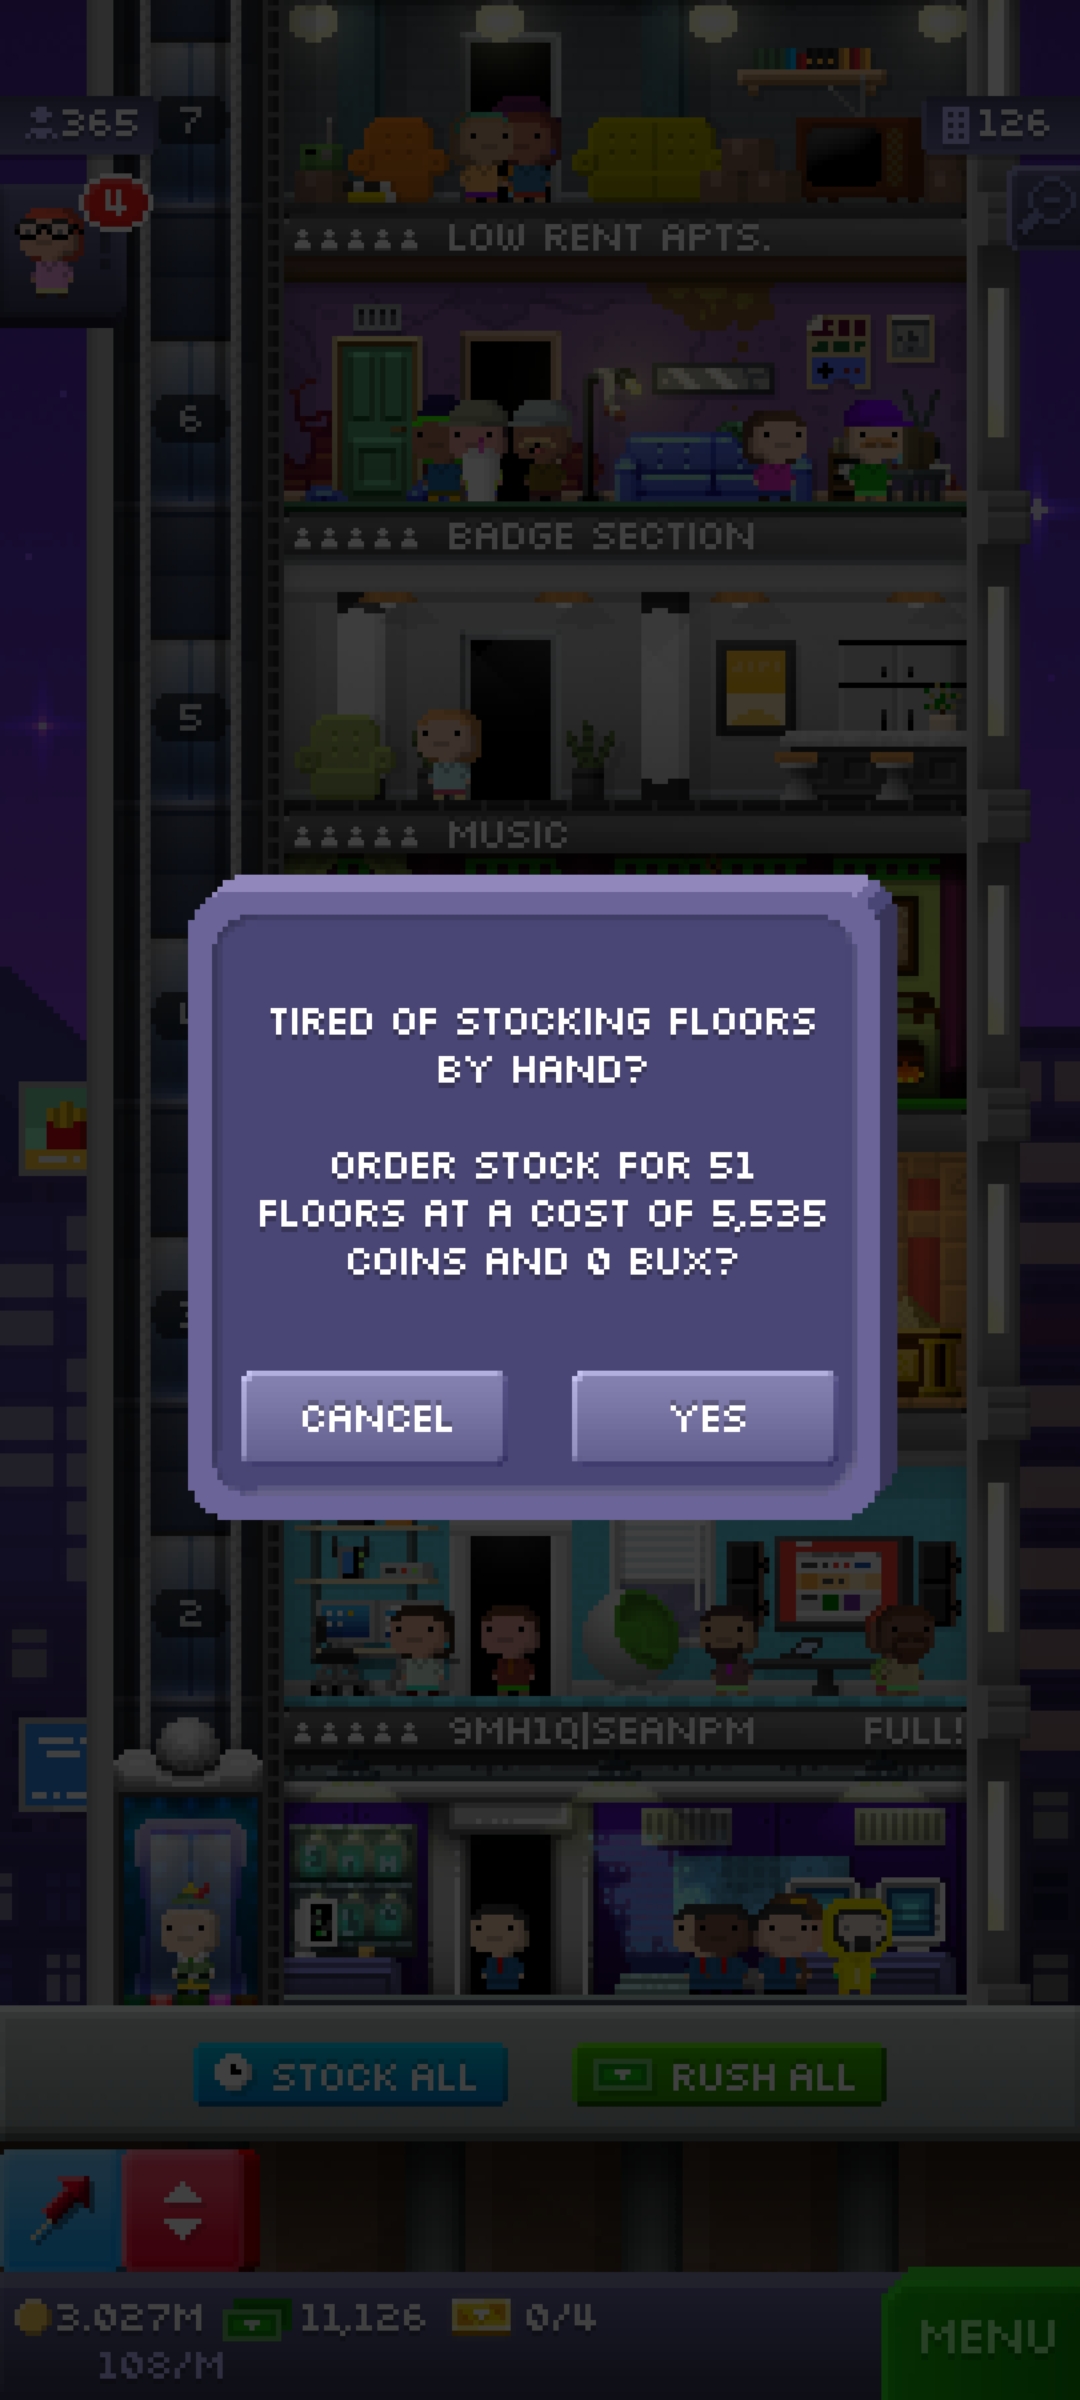 365
7
126
4
LOW RENT APTS.
6
BADGE SECTION
5
MUSIC
TIRED OF STOCKING FLOORS
BY HAND?
ORDER STOCK FOR 51
FLOORS AT A COST OF 5,535
COINS AND 0 BUX?
CANCEL
YES
2
9MH1Q|SEANPM
FULL!
STOCK ALL
RUSH ALL
3.027M
11,126
0/4
108/M
MENU